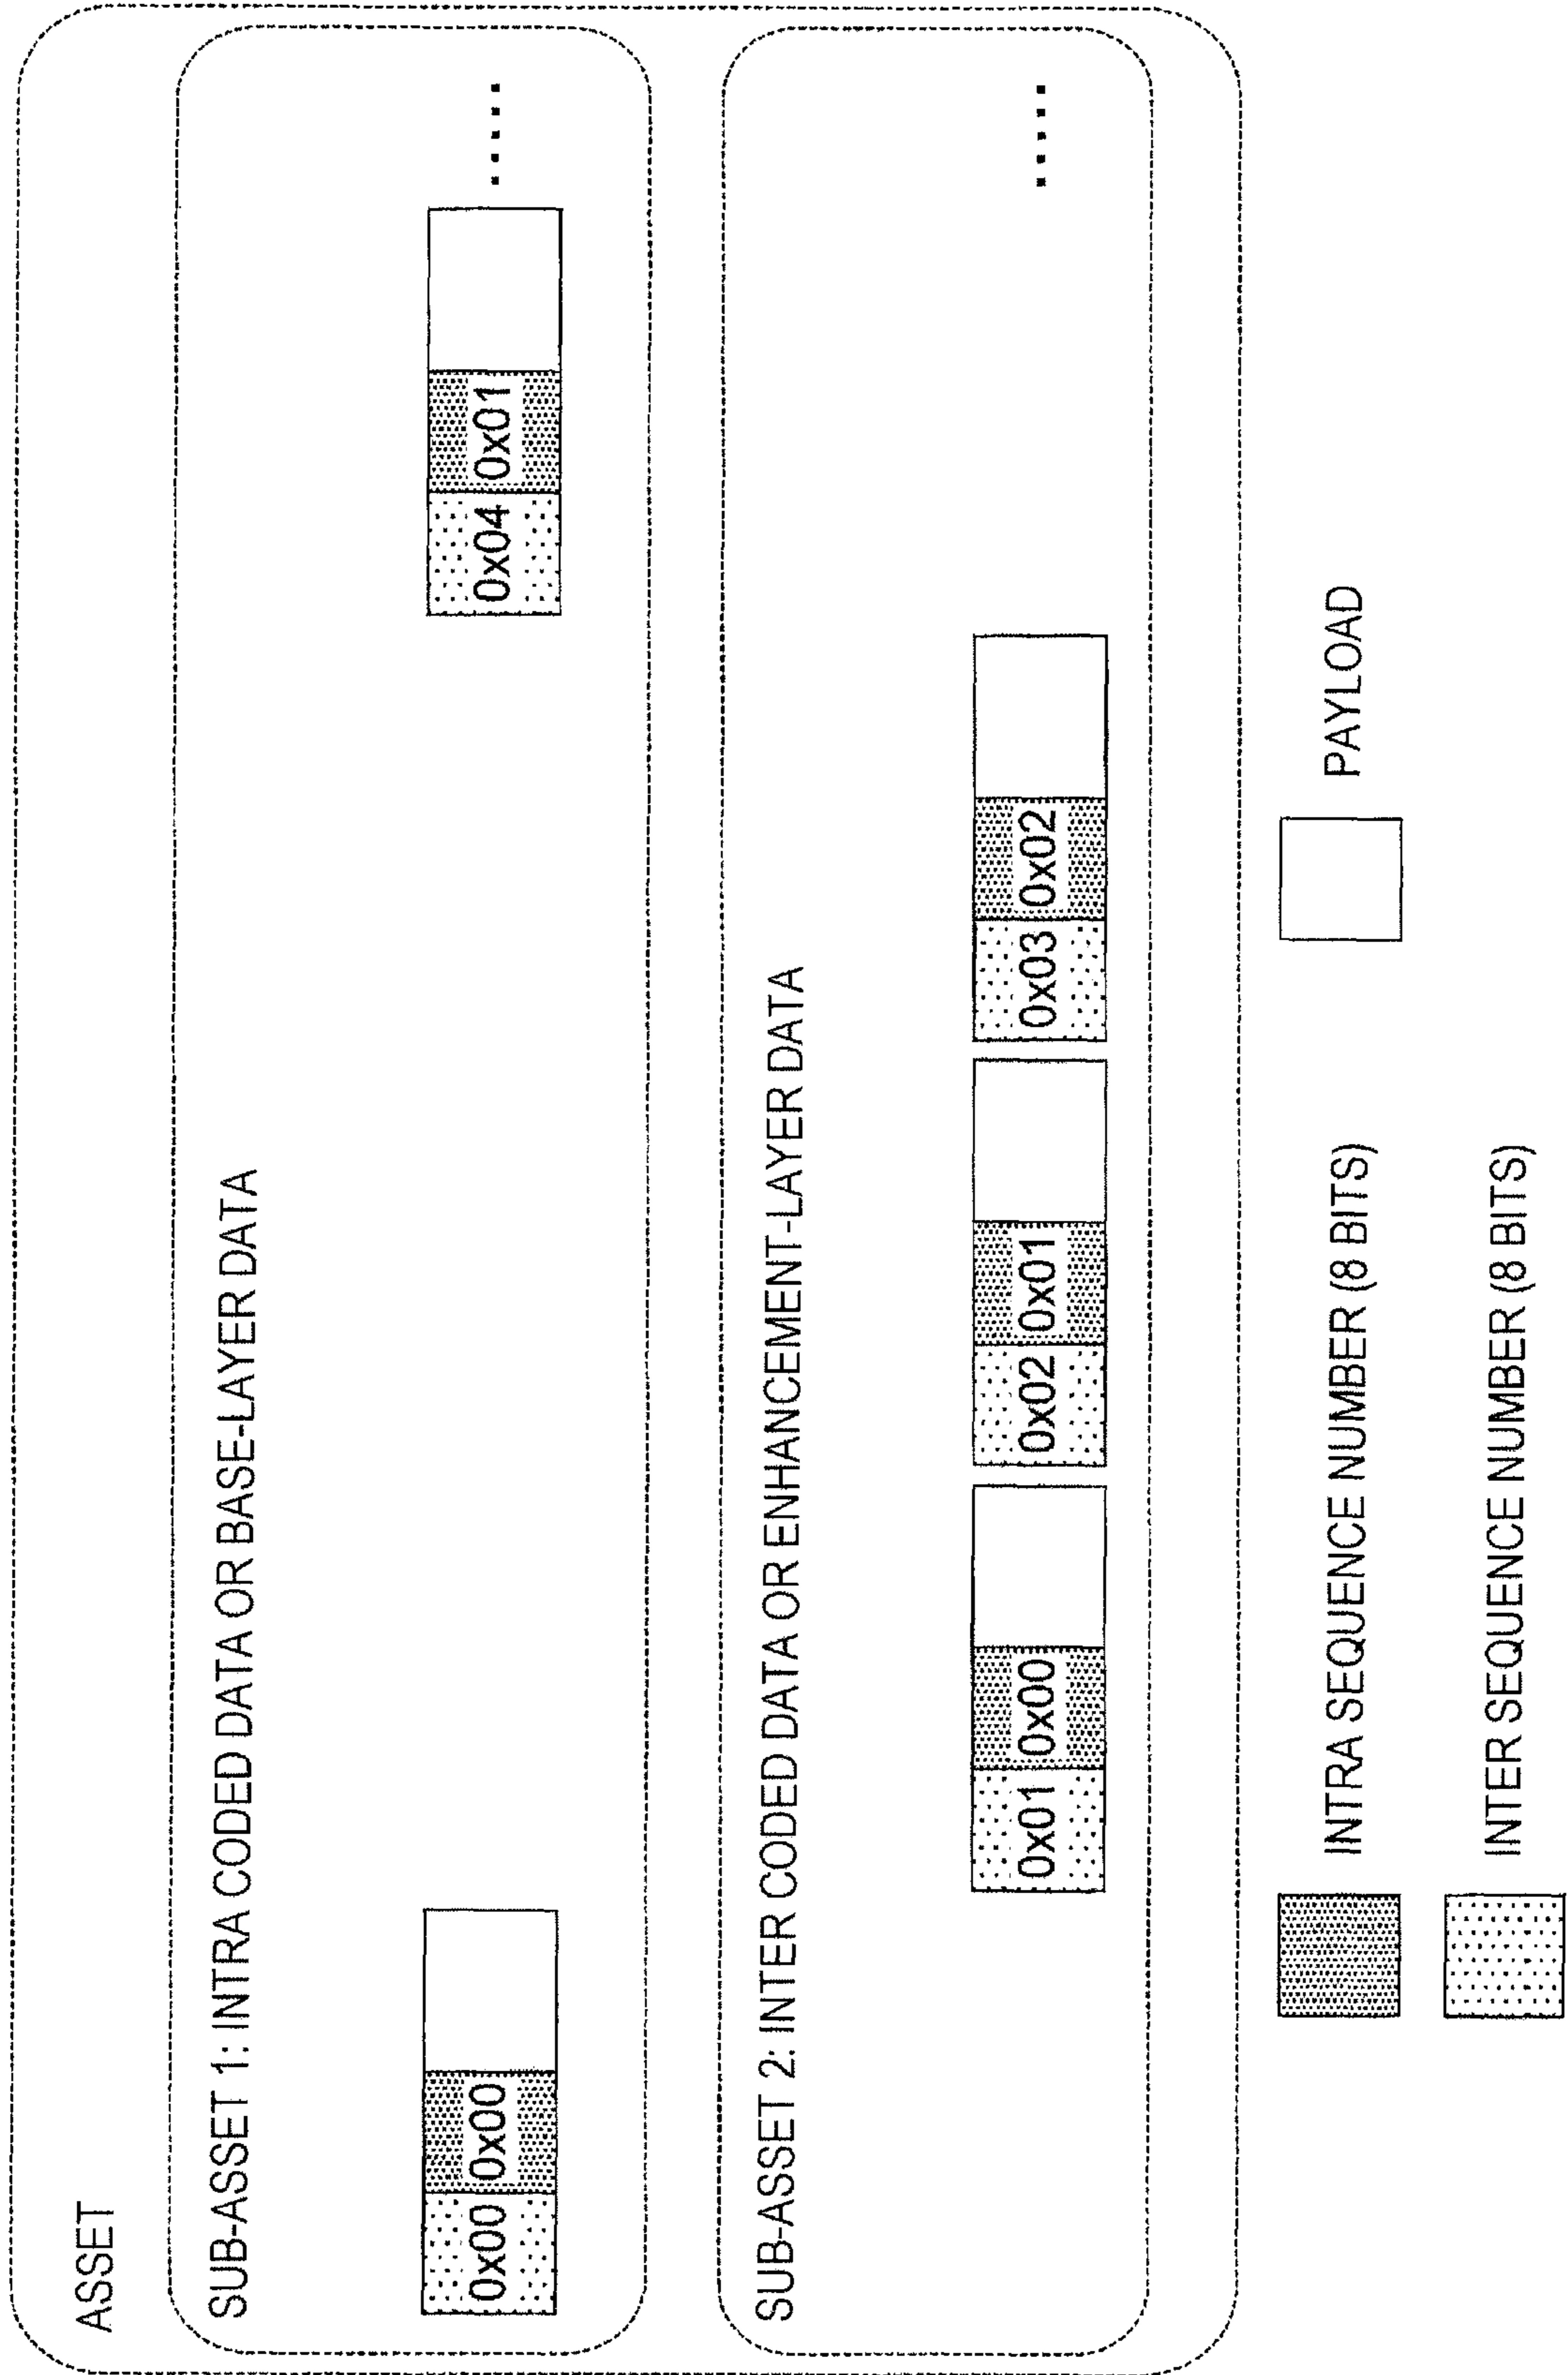 ASSET
SUB-ASSET 1: INTRA CODED DATA OR BASE-LAYER DATA
0x00 0x00
0x04 0x01
.....
SUB-ASSET 2: INTER CODED DATA OR ENHANCEMENT-LAYER DATA
0x01 0x00
0x02 0x01
0x03 0x02
.....
INTRA SEQUENCE NUMBER (8 BITS)
PAYLOAD
INTER SEQUENCE NUMBER (8 BITS)